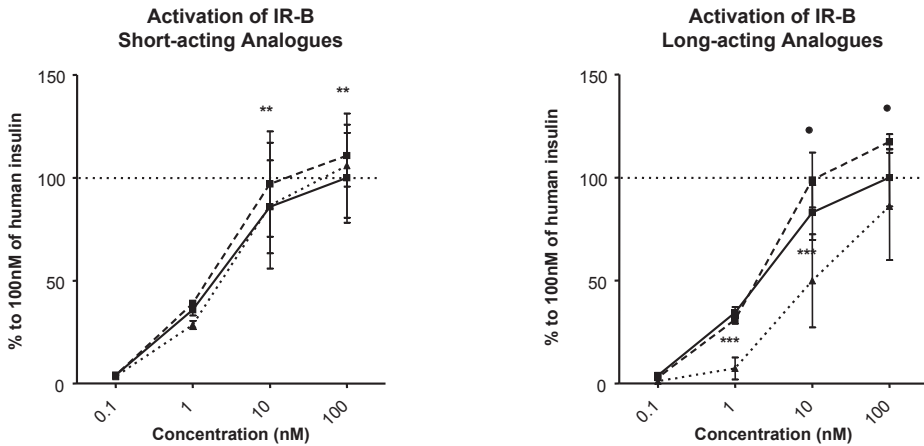 Activation of IR-B
Short-acting Analogues
150
100
50
0
% to 100nM of human insulin
**
**
0.1
1
10
100
Concentration (nM)
Activation of IR-B
Long-acting Analogues
150
100
50
0
% to 100nM of human insulin
•
•
***
***
0.1
1
10
100
Concentration (nM)